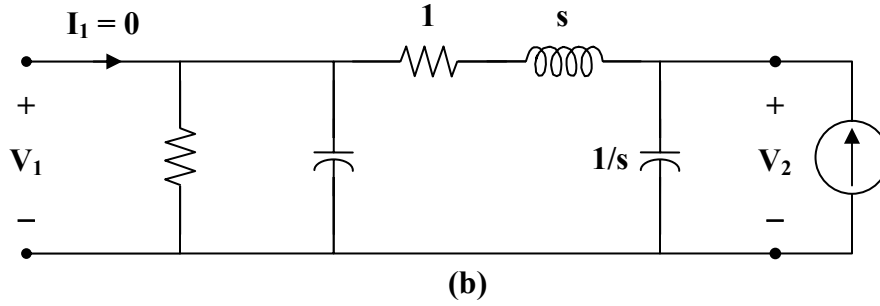 I₁ = 0 1 s
+ +
V₁ 1/s V₂
– –
(b)